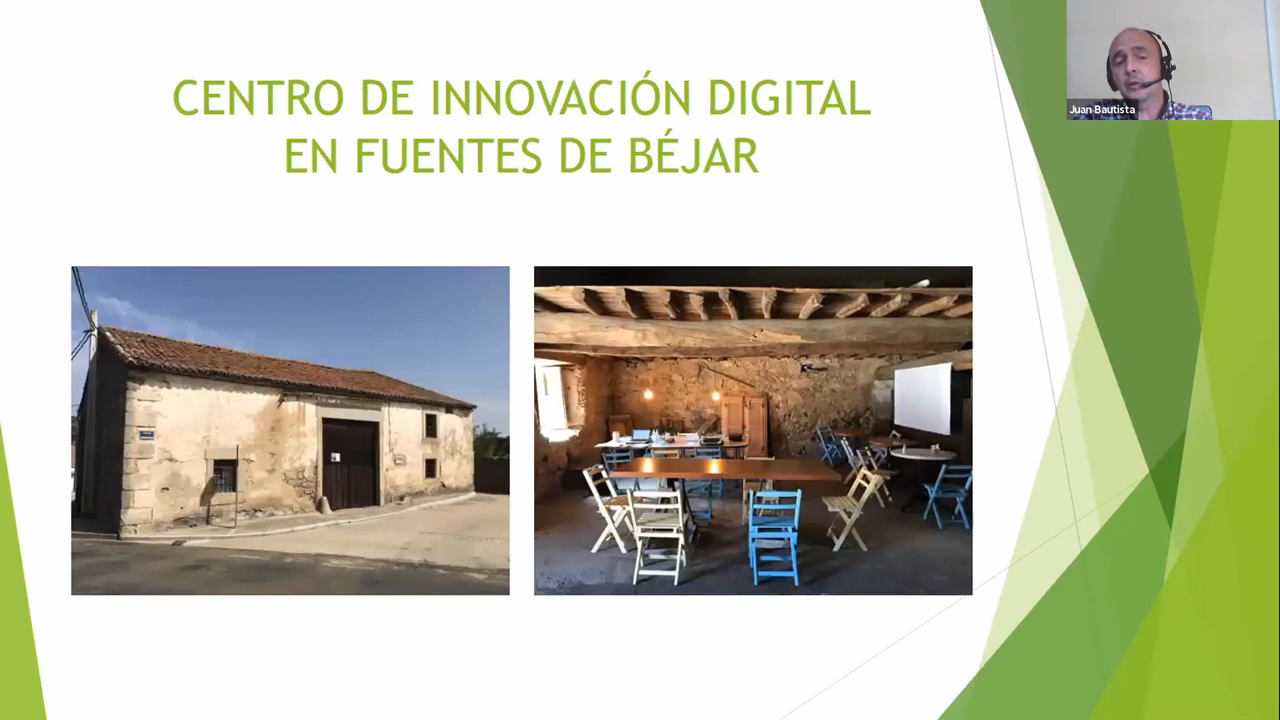 CENTRO DE INNOVACIÓN DIGITAL
EN FUENTES DE BÉJAR
Juan Bautista